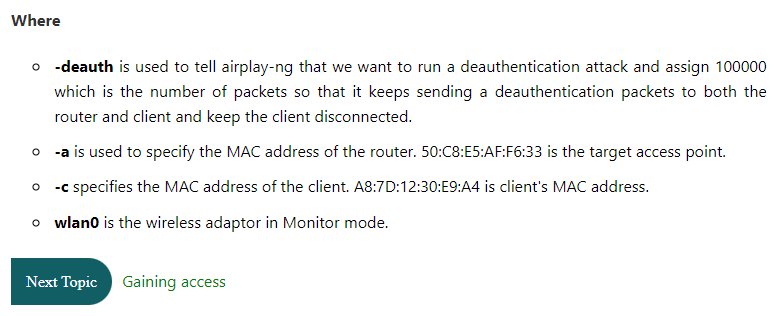 Where
-deauth is used to tell airplay-ng that we want to run a deauthentication attack and assign 100000
which is the number of packets so that it keeps sending a deauthentication packets to both the
router and client and keep the client disconnected.
-a is used to specify the MAC address of the router. 50:C8:E5:AF:F6:33 is the target access point.
-c specifies the MAC address of the client. A8:7D:12:30:E9:A4 is client's MAC address.
wlan0 is the wireless adaptor in Monitor mode.
Next Topic Gaining access